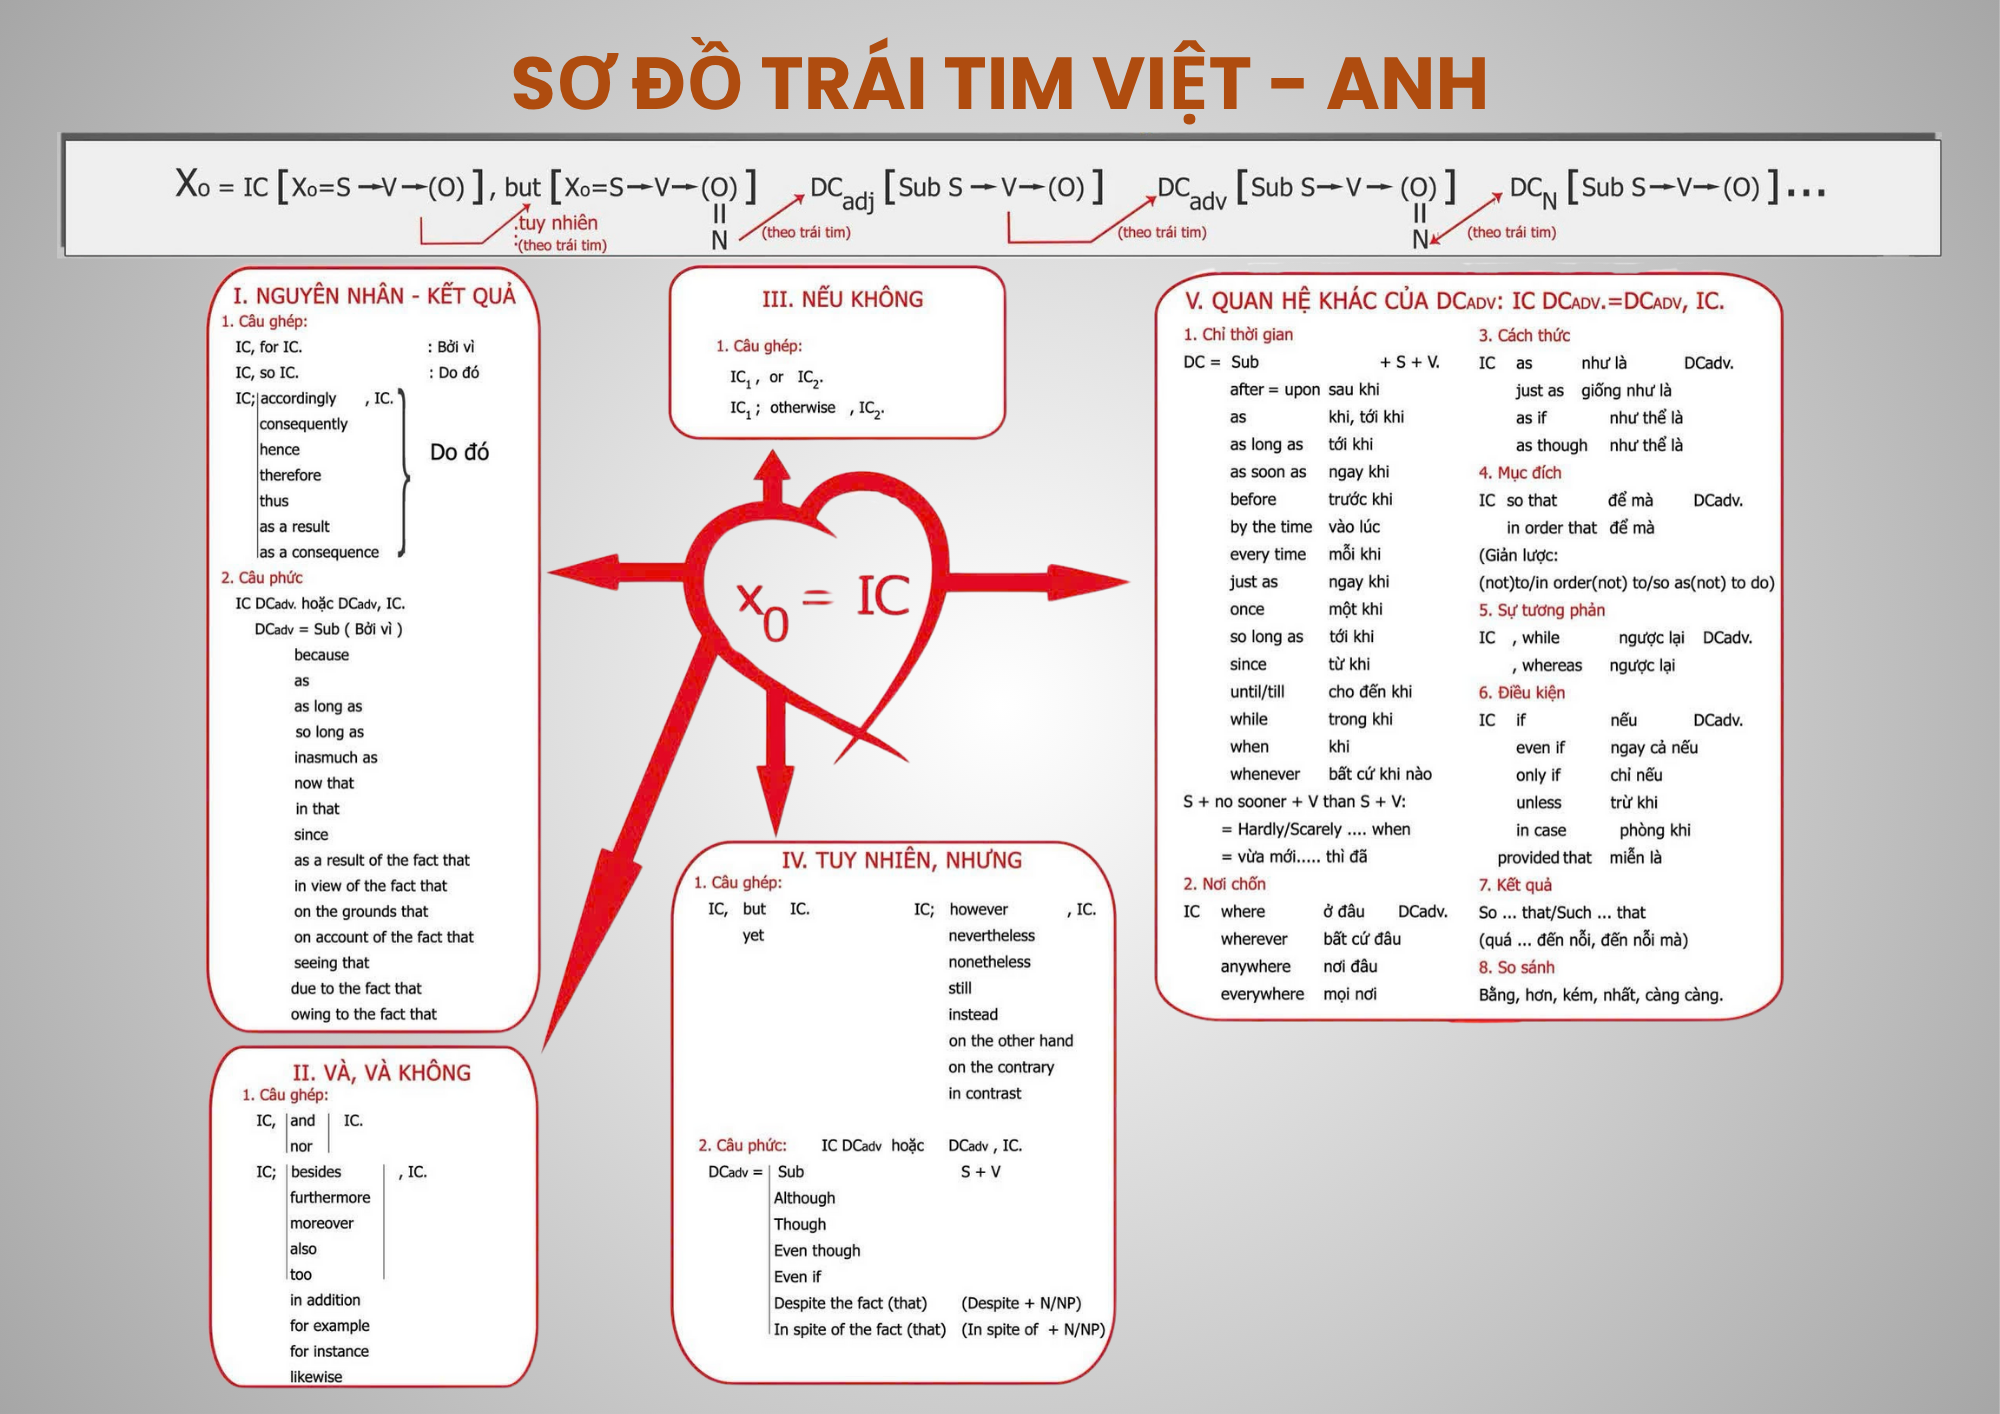 SƠ ĐỒ TRÁI TIM VIỆT – ANH
X₀ = IC [X₀=S→V→(O)], but [X₀=S→V→(O)] DCadj [Sub S→V→(O)] DCadv [Sub S→V→(O)] DCN [Sub S→V→(O)]...
tuy nhiên
(theo trái tim)
N
(theo trái tim)
(theo trái tim)
N
(theo trái tim)
I. NGUYÊN NHÂN - KẾT QUẢ
1. Câu ghép:
IC, for IC. : Bởi vì
IC, so IC. : Do đó
IC; accordingly , IC.
consequently
hence
Do đó
therefore
thus
as a result
as a consequence
2. Câu phức
IC DCadv. hoặc DCadv, IC.
DCadv = Sub ( Bởi vì )
because
as
as long as
so long as
inasmuch as
now that
in that
since
as a result of the fact that
in view of the fact that
on the grounds that
on account of the fact that
seeing that
due to the fact that
owing to the fact that
II. VÀ, VÀ KHÔNG
1. Câu ghép:
IC, and IC.
nor
IC; besides , IC.
furthermore
moreover
also
too
in addition
for example
for instance
likewise
III. NẾU KHÔNG
1. Câu ghép:
IC₁, or IC₂.
IC₁; otherwise , IC₂.
x₀ = IC
IV. TUY NHIÊN, NHƯNG
1. Câu ghép:
IC, but IC. IC; however , IC.
yet nevertheless
nonetheless
still
instead
on the other hand
on the contrary
in contrast
2. Câu phức: IC DCadv hoặc DCadv , IC.
DCadv = Sub S + V
Although
Though
Even though
Even if
Despite the fact (that) (Despite + N/NP)
In spite of the fact (that) (In spite of + N/NP)
V. QUAN HỆ KHÁC CỦA DCADV: IC DCADV.=DCADV, IC.
1. Chỉ thời gian
DC = Sub + S + V.
after = upon sau khi
as khi, tới khi
as long as tới khi
as soon as ngay khi
before trước khi
by the time vào lúc
every time mỗi khi
just as ngay khi
once một khi
so long as tới khi
since từ khi
until/till cho đến khi
while trong khi
when khi
whenever bất cứ khi nào
S + no sooner + V than S + V:
= Hardly/Scarely .... when
= vừa mới..... thì đã
2. Nơi chốn
IC where ở đâu DCadv.
wherever bất cứ đâu
anywhere nơi đâu
everywhere mọi nơi
3. Cách thức
IC as như là DCadv.
just as giống như là
as if như thể là
as though như thể là
4. Mục đích
IC so that để mà DCadv.
in order that để mà
(Giản lược:
(not)to/in order(not) to/so as(not) to do)
5. Sự tương phản
IC , while ngược lại DCadv.
, whereas ngược lại
6. Điều kiện
IC if nếu DCadv.
even if ngay cả nếu
only if chỉ nếu
unless trừ khi
in case phòng khi
provided that miễn là
7. Kết quả
So ... that/Such ... that
(quá ... đến nỗi, đến nỗi mà)
8. So sánh
Bằng, hơn, kém, nhất, càng càng.